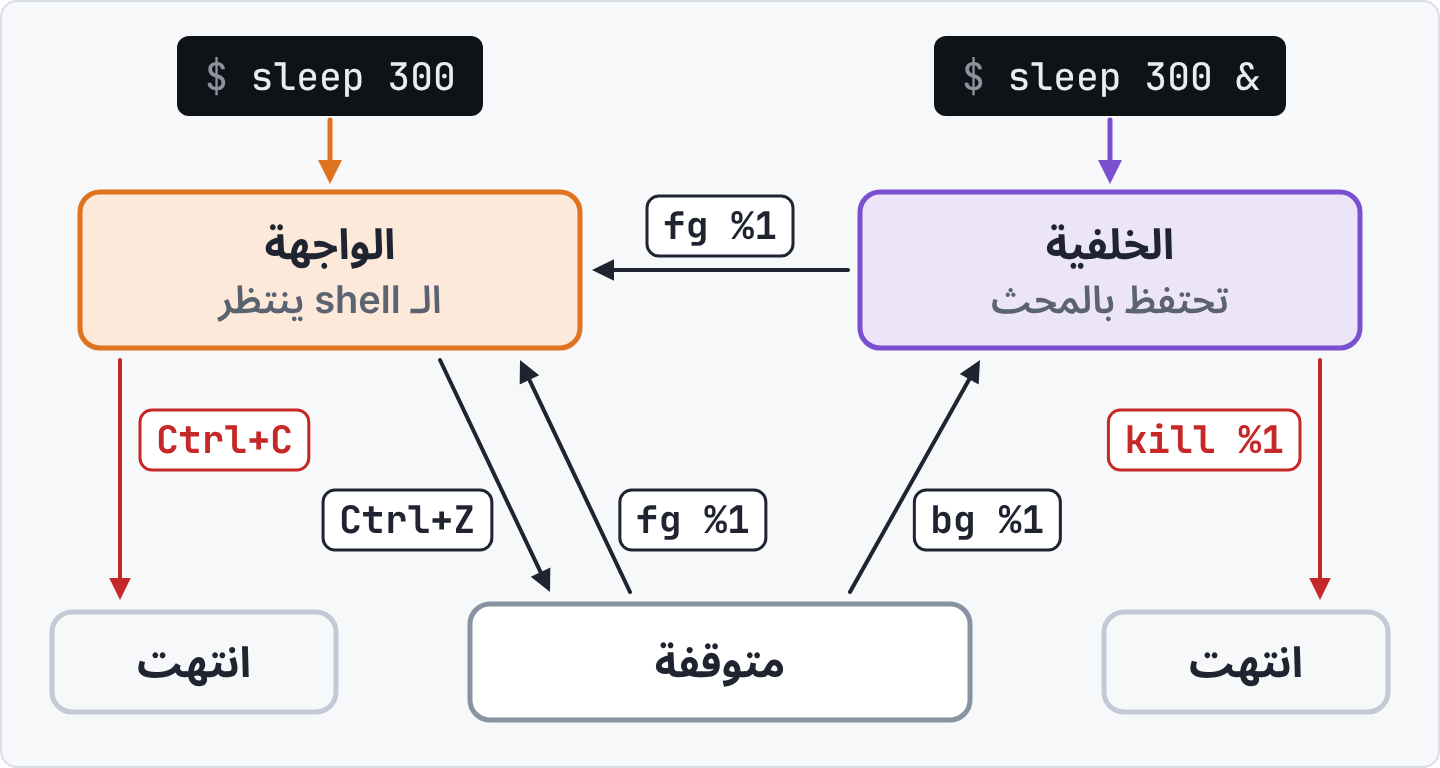 $ sleep 300
$ sleep 300 &
الواجهة
الـ shell ينتظر
fg %1
الخلفية
تحتفظ بالمحث
Ctrl+C
kill %1
Ctrl+Z
fg %1
bg %1
انتهت
متوقفة
انتهت